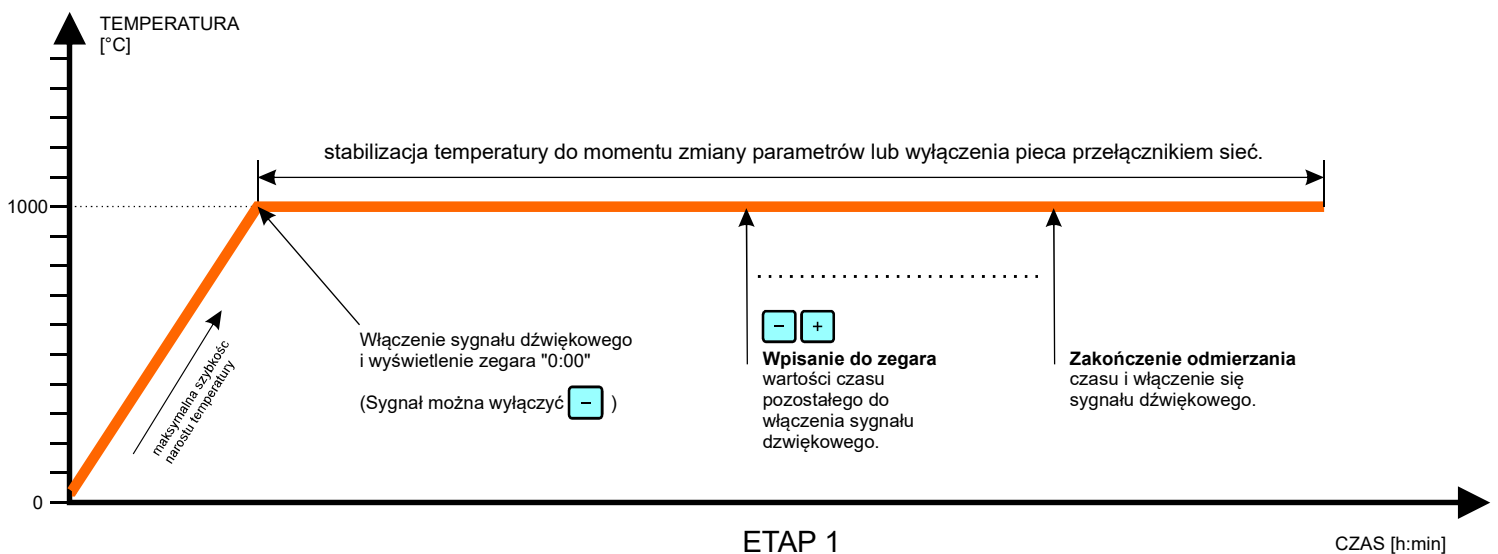 TEMPERATURA
[°C]
stabilizacja temperatury do momentu zmiany parametrów lub wyłączenia pieca przełącznikiem sieć.
1000
maksymalna szybkośc
narostu temperatury
Włączenie sygnału dźwiękowego
i wyświetlenie zegara "0:00"
(Sygnał można wyłączyć - )
- +
Wpisanie do zegara
wartości czasu
pozostałego do
włączenia sygnału
dzwiękowego.
Zakończenie odmierzania
czasu i włączenie się
sygnału dźwiękowego.
0
ETAP 1
CZAS [h:min]